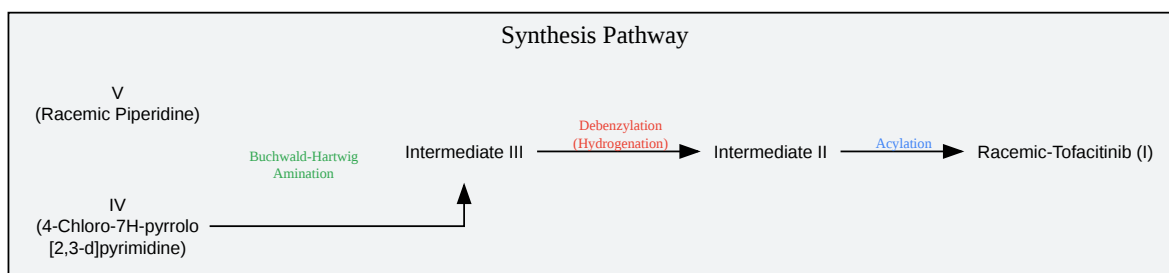 Synthesis Pathway
V
(Racemic Piperidine)
Buchwald-Hartwig
Amination
IV
(4-Chloro-7H-pyrrolo
[2,3-d]pyrimidine)
Intermediate III
Debenzylation
(Hydrogenation)
Intermediate II
Acylation
Racemic-Tofacitinib (I)